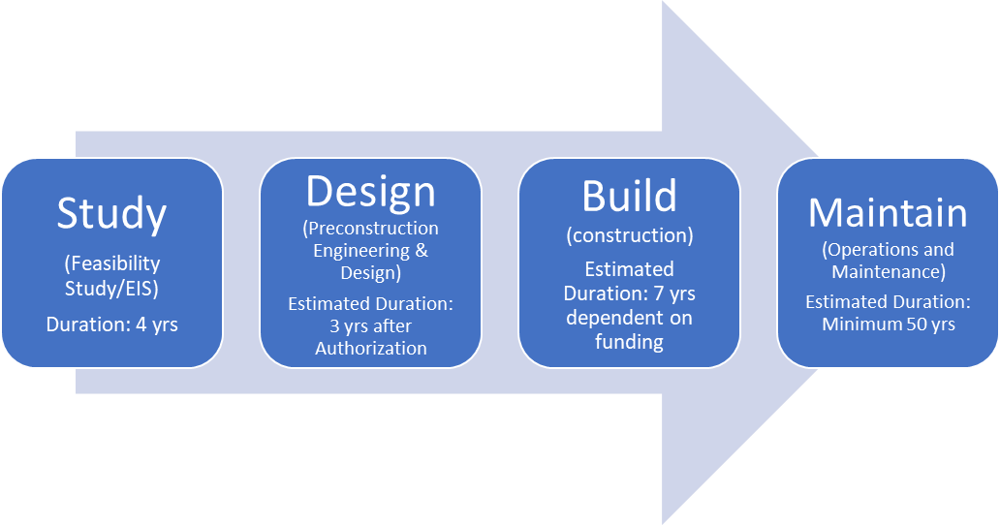 Study
(Feasibility
Study/EIS)
Duration: 4 yrs
Design
(Preconstruction
Engineering &
Design)
Estimated Duration:
3 yrs after
Authorization
Build
(construction)
Estimated
Duration: 7 yrs
dependent on
funding
Maintain
(Operations and
Maintenance)
Estimated Duration:
Minimum 50 yrs